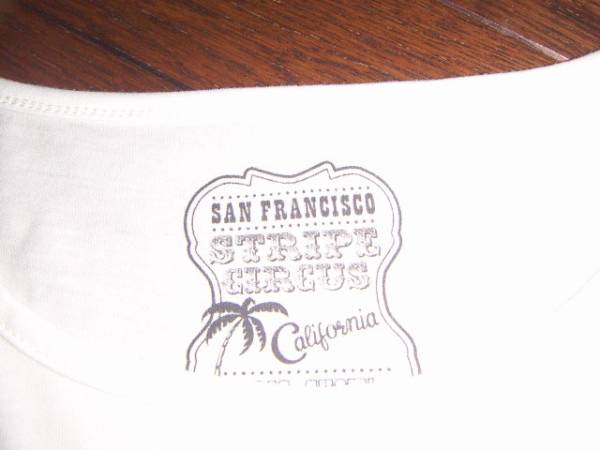 SAN FRANCISCO
STRIPE
CIRCUS
California